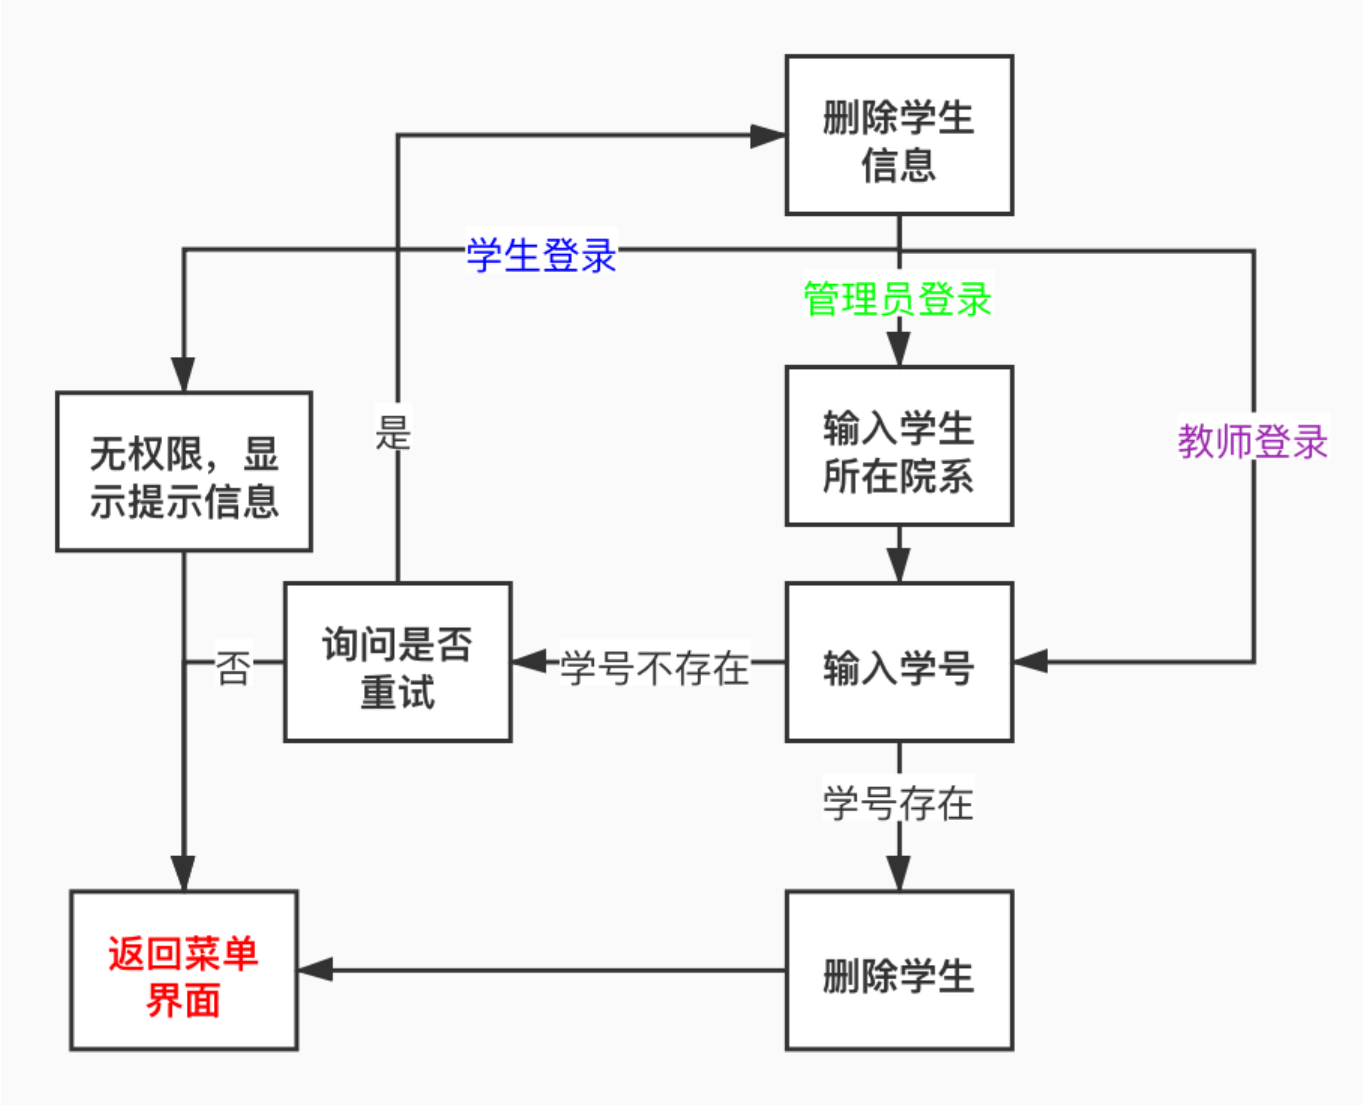 删除学生
信息
学生登录
管理员登录
输入学生
所在院系
教师登录
是
无权限，显
示提示信息
否
询问是否
重试
学号不存在
输入学号
学号存在
返回菜单
界面
删除学生